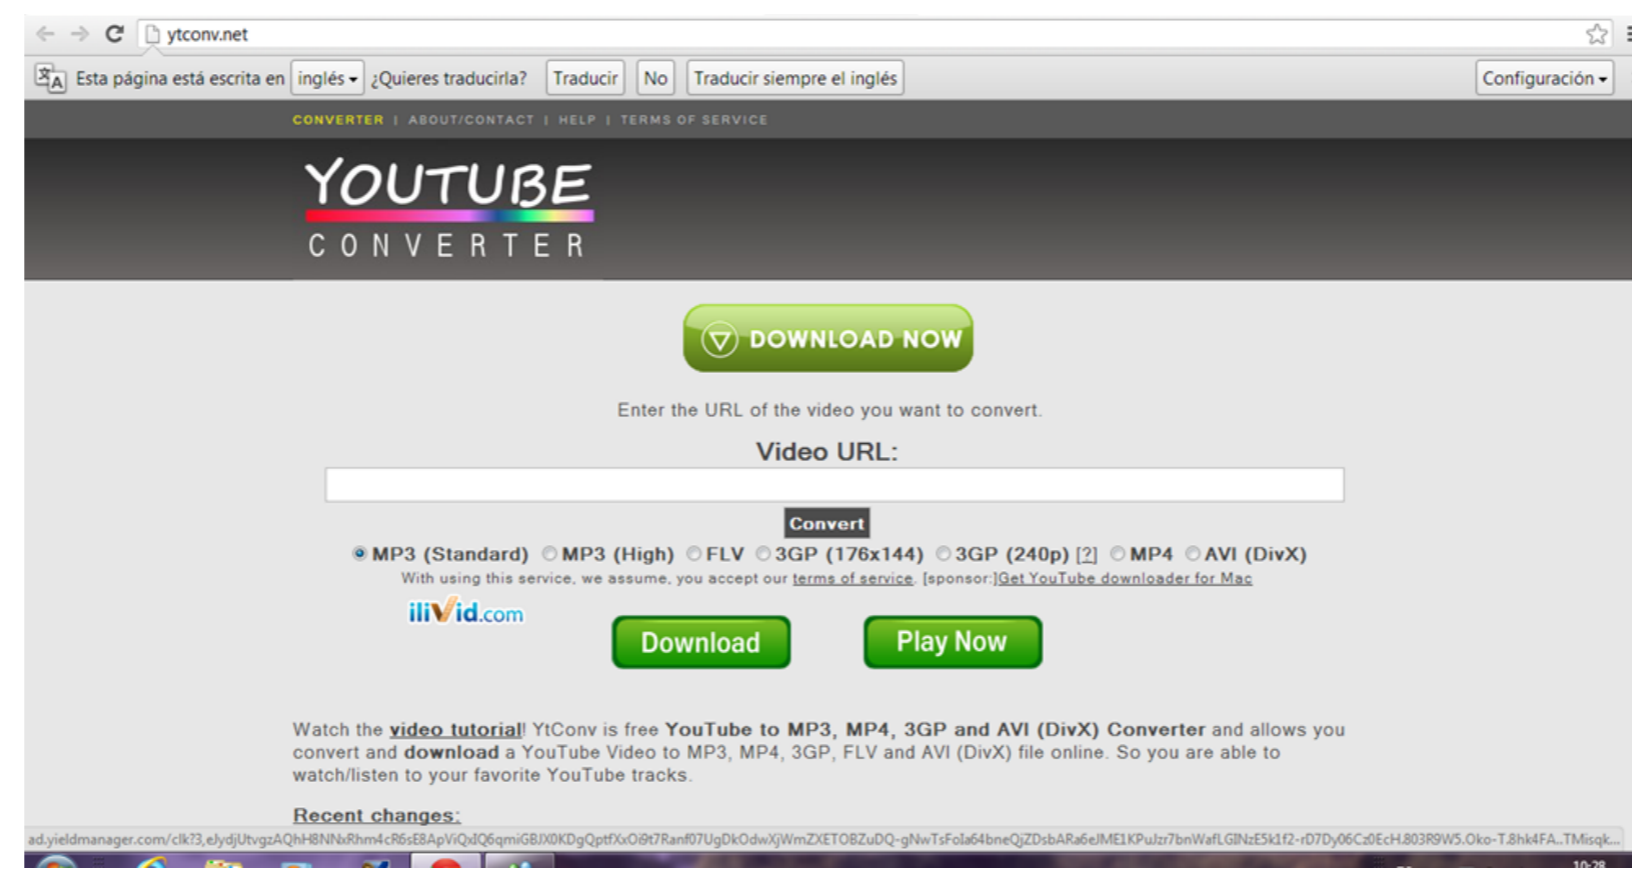 ytconv.net
Esta página está escrita en inglés ¿Quieres traducirla? Traducir No Traducir siempre el inglés Configuración
CONVERTER | ABOUT/CONTACT | HELP | TERMS OF SERVICE
YOUTUBE
CONVERTER
DOWNLOAD NOW
Enter the URL of the video you want to convert.
Video URL:
Convert
MP3 (Standard) MP3 (High) FLV 3GP (176x144) 3GP (240p) [?] MP4 AVI (DivX)
With using this service, we assume, you accept our terms of service. [sponsor:]Get YouTube downloader for Mac
iliVid.com
Download Play Now
Watch the video tutorial! YtConv is free YouTube to MP3, MP4, 3GP and AVI (DivX) Converter and allows you
convert and download a YouTube Video to MP3, MP4, 3GP, FLV and AVI (DivX) file online. So you are able to
watch/listen to your favorite YouTube tracks.
Recent changes:
10:28